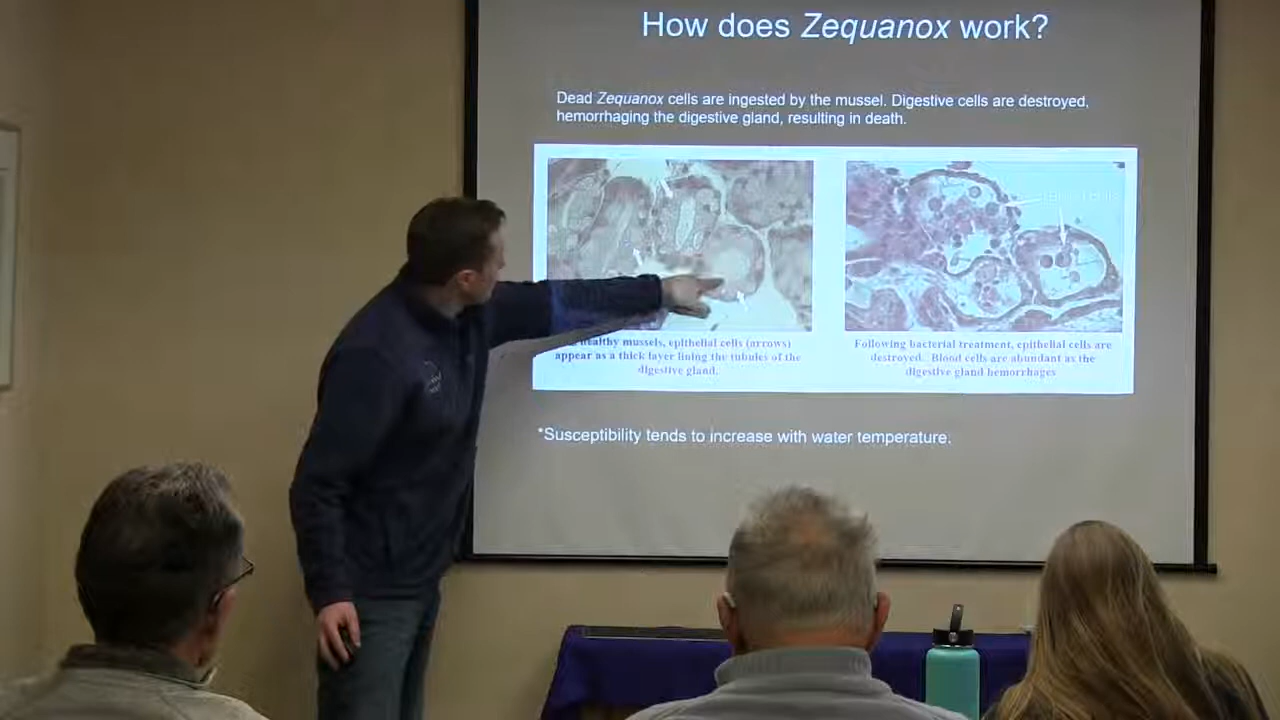 How does Zequanox work?
Dead Zequanox cells are ingested by the mussel. Digestive cells are destroyed,
hemorrhaging the digestive gland, resulting in death.
healthy mussels, epithelial cells (arrows)
appear as a thick layer lining the tubules of the
digestive gland.
Following bacterial treatment, epithelial cells are
destroyed. Blood cells are abundant as the
digestive gland hemorrhages
*Susceptibility tends to increase with water temperature.